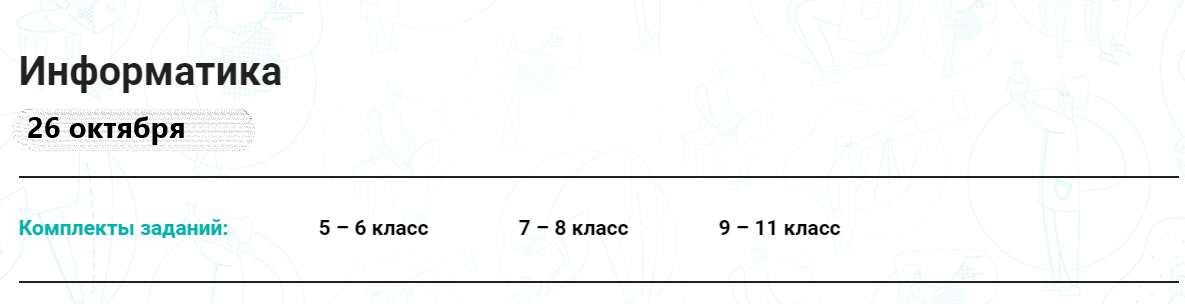 Информатика
26 октября
Комплекты заданий: 5 – 6 класс 7 – 8 класс 9 – 11 класс